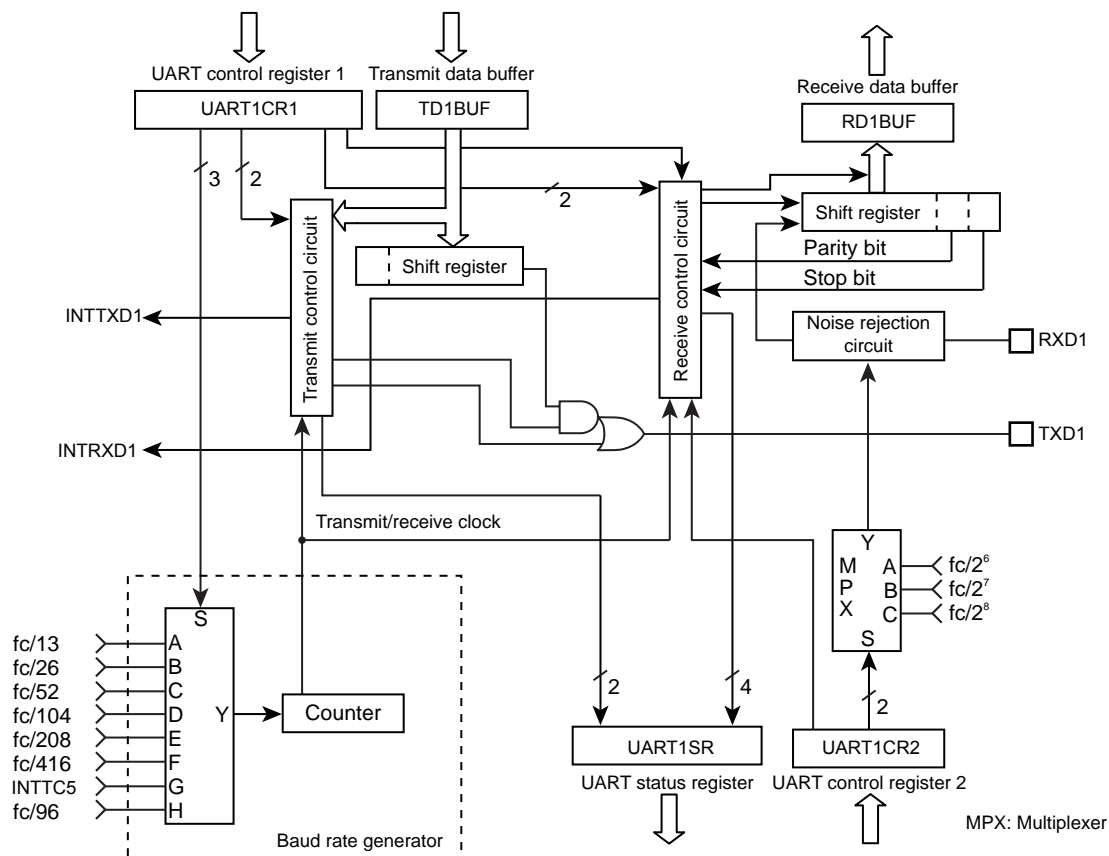 UART control register 1
Transmit data buffer
Receive data buffer
UART1CR1
TD1BUF
RD1BUF
3
2
2
Transmit control circuit
Receive control circuit
Shift register
Shift register
Parity bit
Stop bit
INTTXD1
Noise rejection
circuit
RXD1
INTRXD1
TXD1
Transmit/receive clock
Y
M
P
X
A
B
C
S
fc/2⁶
fc/2⁷
fc/2⁸
S
fc/13
A
fc/26
B
fc/52
C
fc/104
D
fc/208
E
fc/416
F
INTTC5
G
fc/96
H
Y
Counter
2
4
2
UART1SR
UART1CR2
UART status register
UART control register 2
Baud rate generator
MPX: Multiplexer